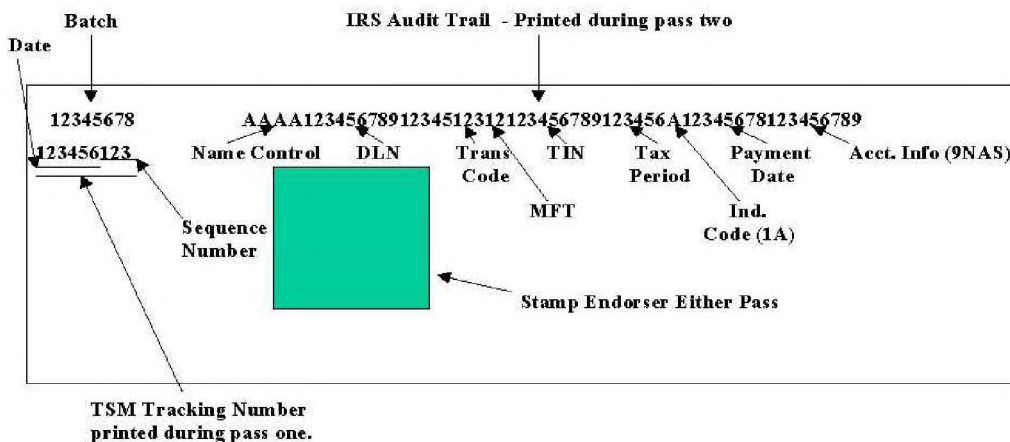 Batch
IRS Audit Trail - Printed during pass two
Date
12345678
AAAA1234567891234512312123456789123456A12345678123456789
123456123
Name Control
DLN
Trans Code
TIN
Tax Period
Payment Date
Acct. Info (9NAS)
MFT
Ind. Code (1A)
Sequence Number
Stamp Endorser Either Pass
TSM Tracking Number
printed during pass one.